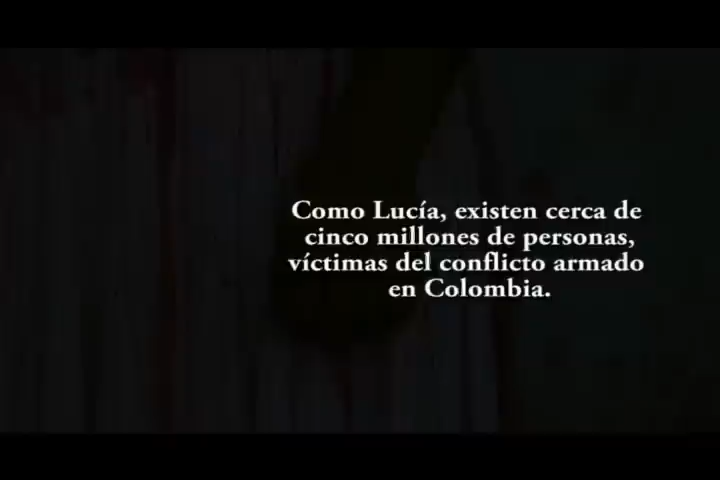 Como Lucía, existen cerca de
cinco millones de personas,
víctimas del conflicto armado
en Colombia.